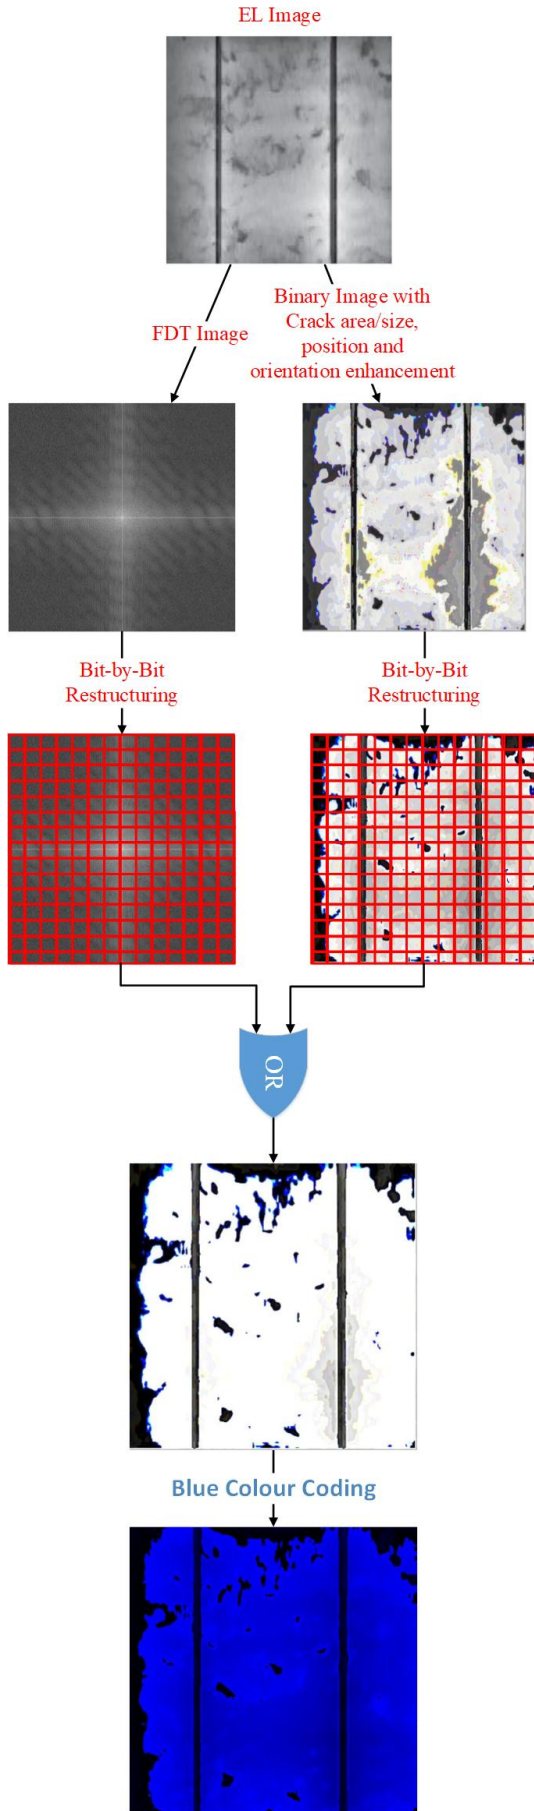 EL Image
FDT Image
Binary Image with
Crack area/size,
position and
orientation enhancement
Bit-by-Bit
Restructuring
Bit-by-Bit
Restructuring
OR
Blue Colour Coding